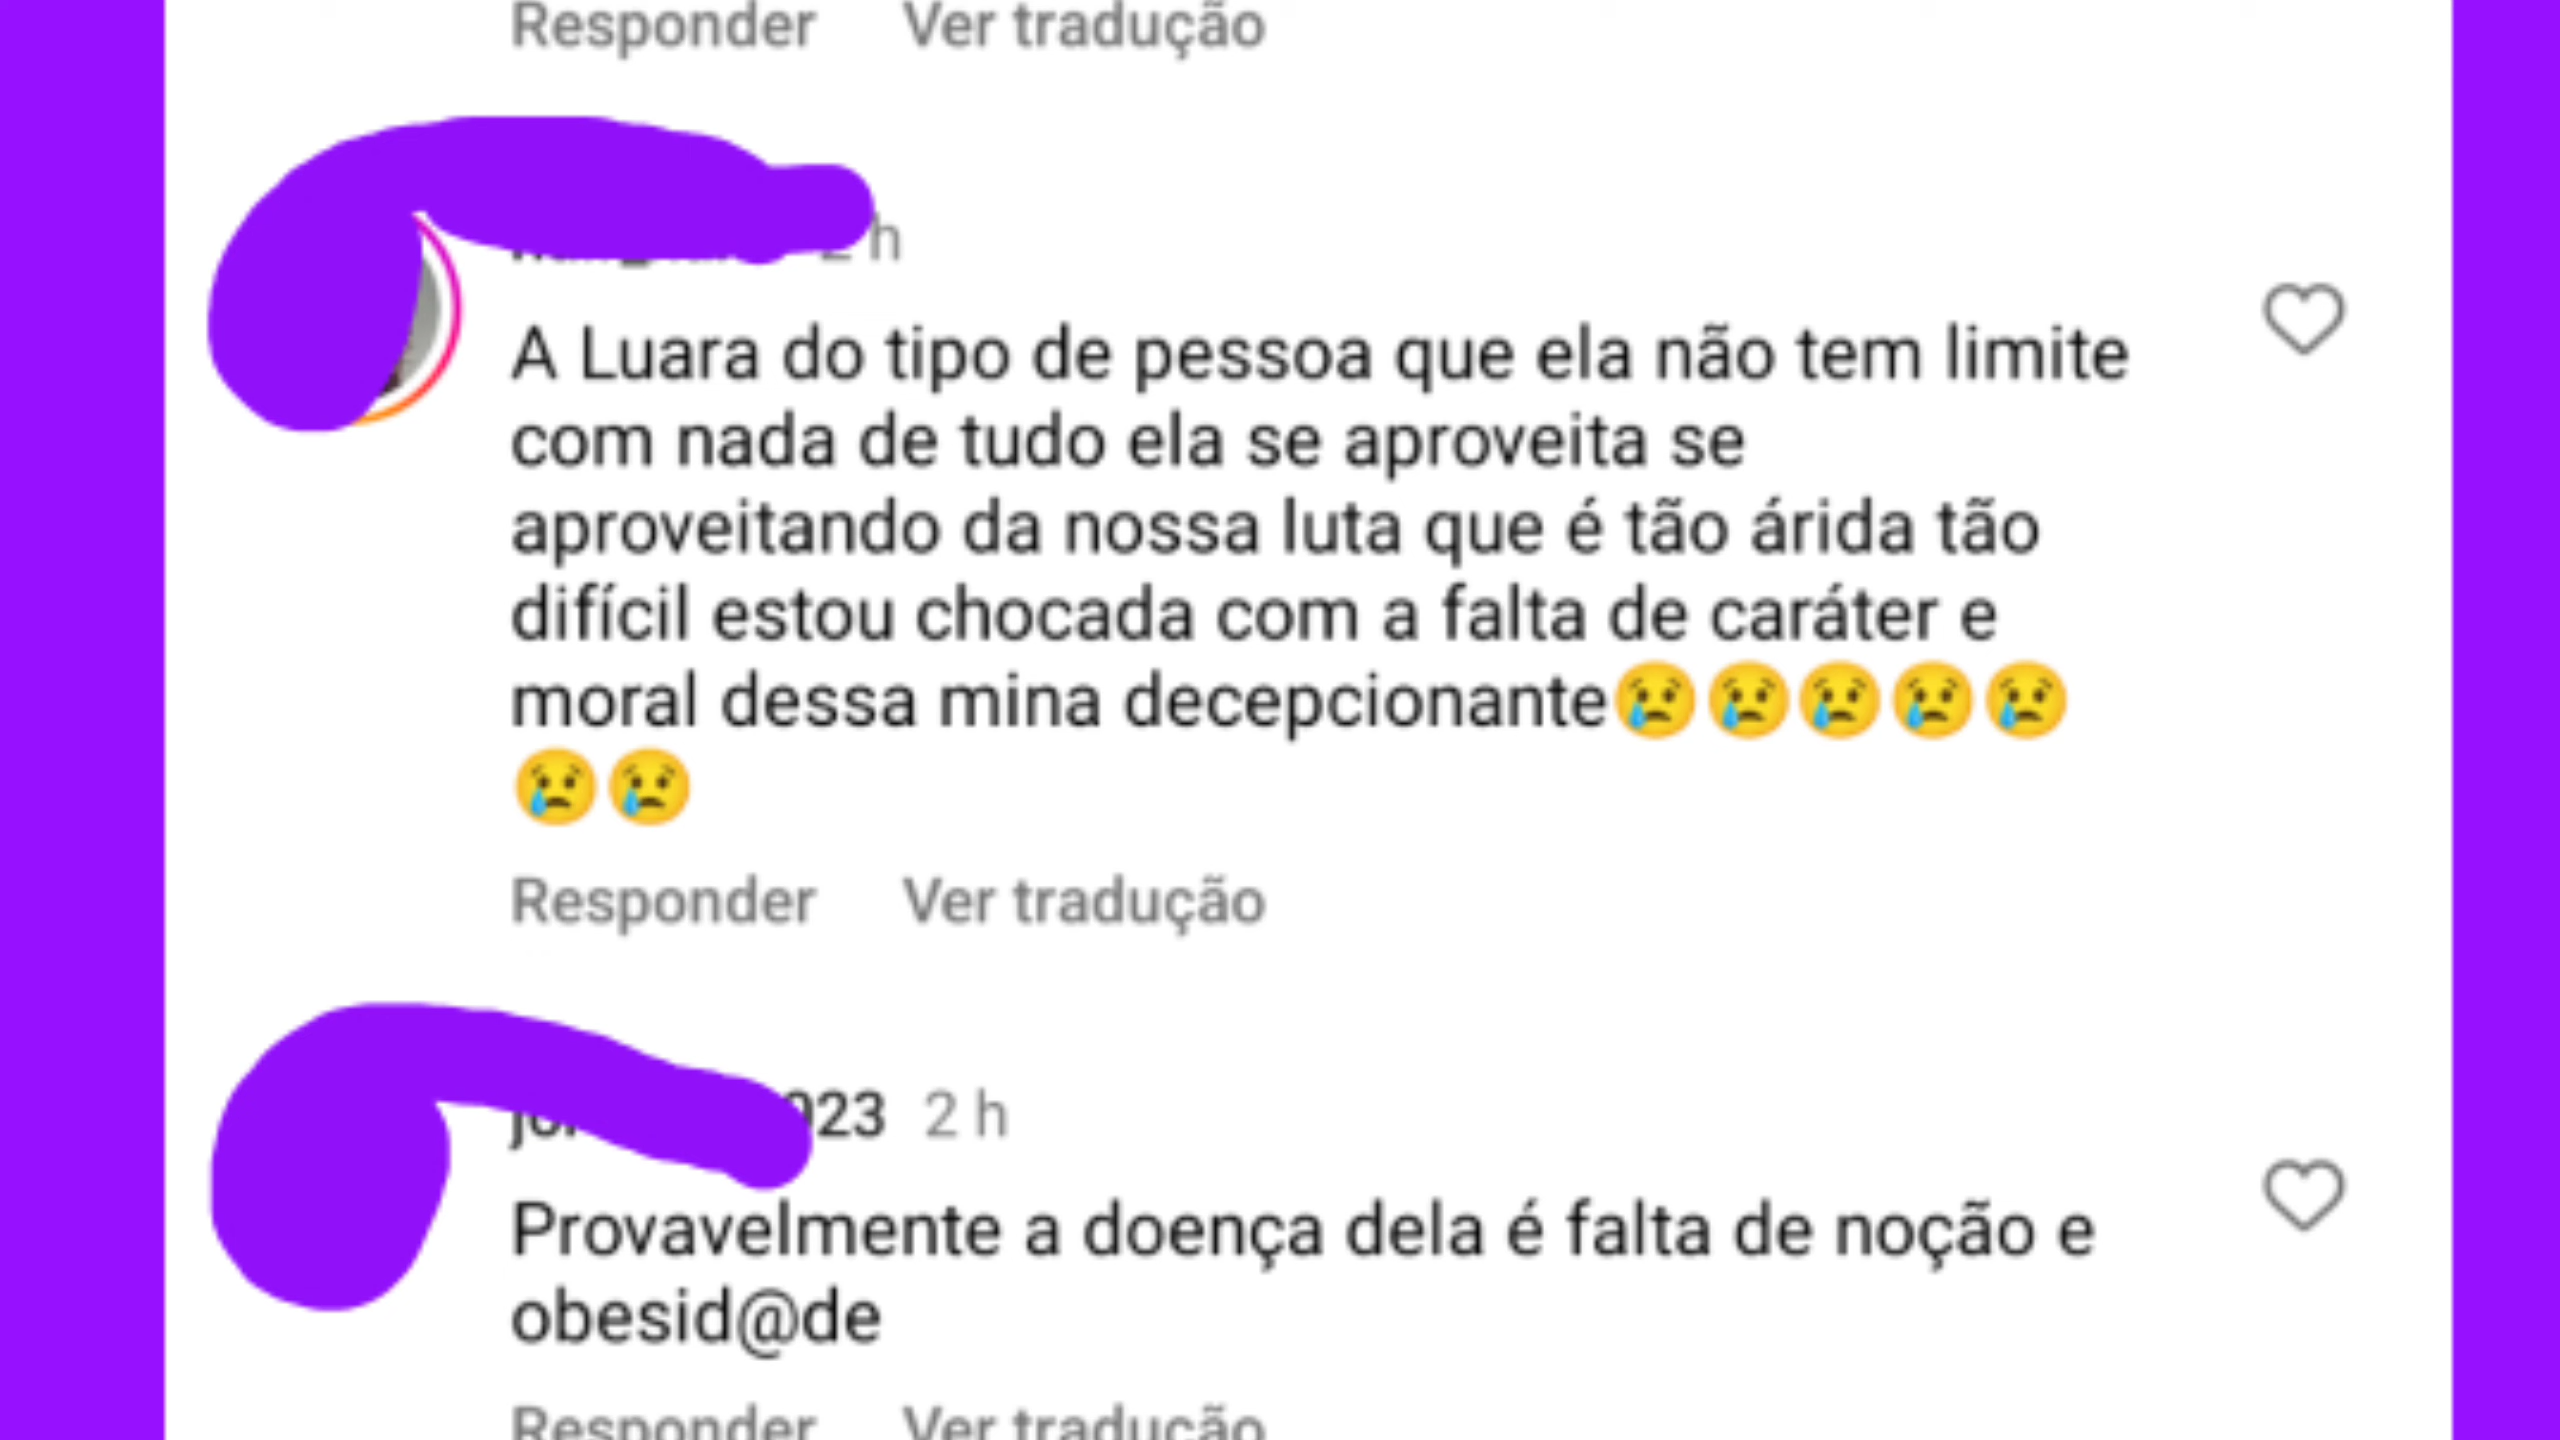 Responder Ver tradução
h
A Luara do tipo de pessoa que ela não tem limite
com nada de tudo ela se aproveita se
aproveitando da nossa luta que é tão árida tão
difícil estou chocada com a falta de caráter e
moral dessa mina decepcionante😢😢😢😢😢
😢😢
Responder Ver tradução
023 2 h
Provavelmente a doença dela é falta de noção e
obesid@de
Responder Ver tradução